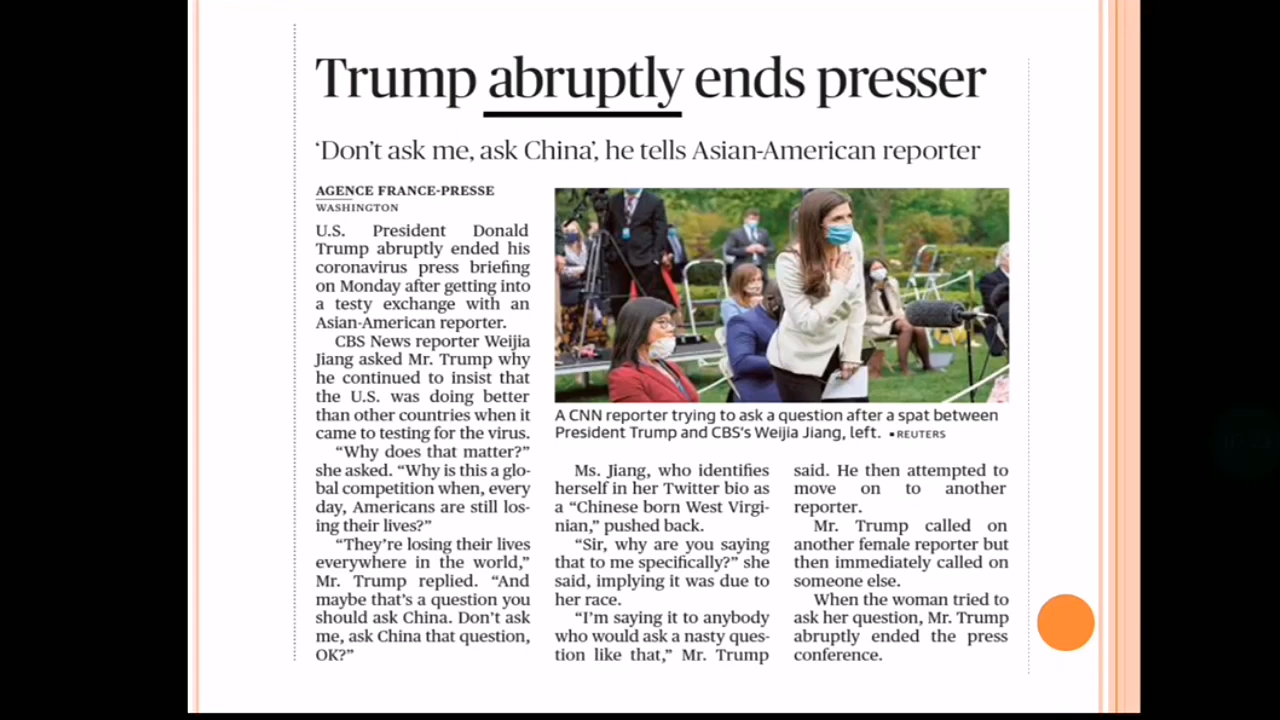 Trump abruptly ends presser
‘Don’t ask me, ask China’, he tells Asian-American reporter
AGENCE FRANCE-PRESSE
WASHINGTON
U.S. President Donald
Trump abruptly ended his
coronavirus press briefing
on Monday after getting into
a testy exchange with an
Asian-American reporter.
CBS News reporter Weijia
Jiang asked Mr. Trump why
he continued to insist that
the U.S. was doing better
than other countries when it
came to testing for the virus.
“Why does that matter?”
she asked. “Why is this a glo-
bal competition when, every
day, Americans are still los-
ing their lives?”
“They’re losing their lives
everywhere in the world,”
Mr. Trump replied. “And
maybe that’s a question you
should ask China. Don’t ask
me, ask China that question,
OK?”
A CNN reporter trying to ask a question after a spat between
President Trump and CBS’s Weijia Jiang, left. ▪ REUTERS
Ms. Jiang, who identifies
herself in her Twitter bio as
a “Chinese born West Virgi-
nian,” pushed back.
“Sir, why are you saying
that to me specifically?” she
said, implying it was due to
her race.
“I’m saying it to anybody
who would ask a nasty ques-
tion like that,” Mr. Trump
said. He then attempted to
move on to another
reporter.
Mr. Trump called on
another female reporter but
then immediately called on
someone else.
When the woman tried to
ask her question, Mr. Trump
abruptly ended the press
conference.